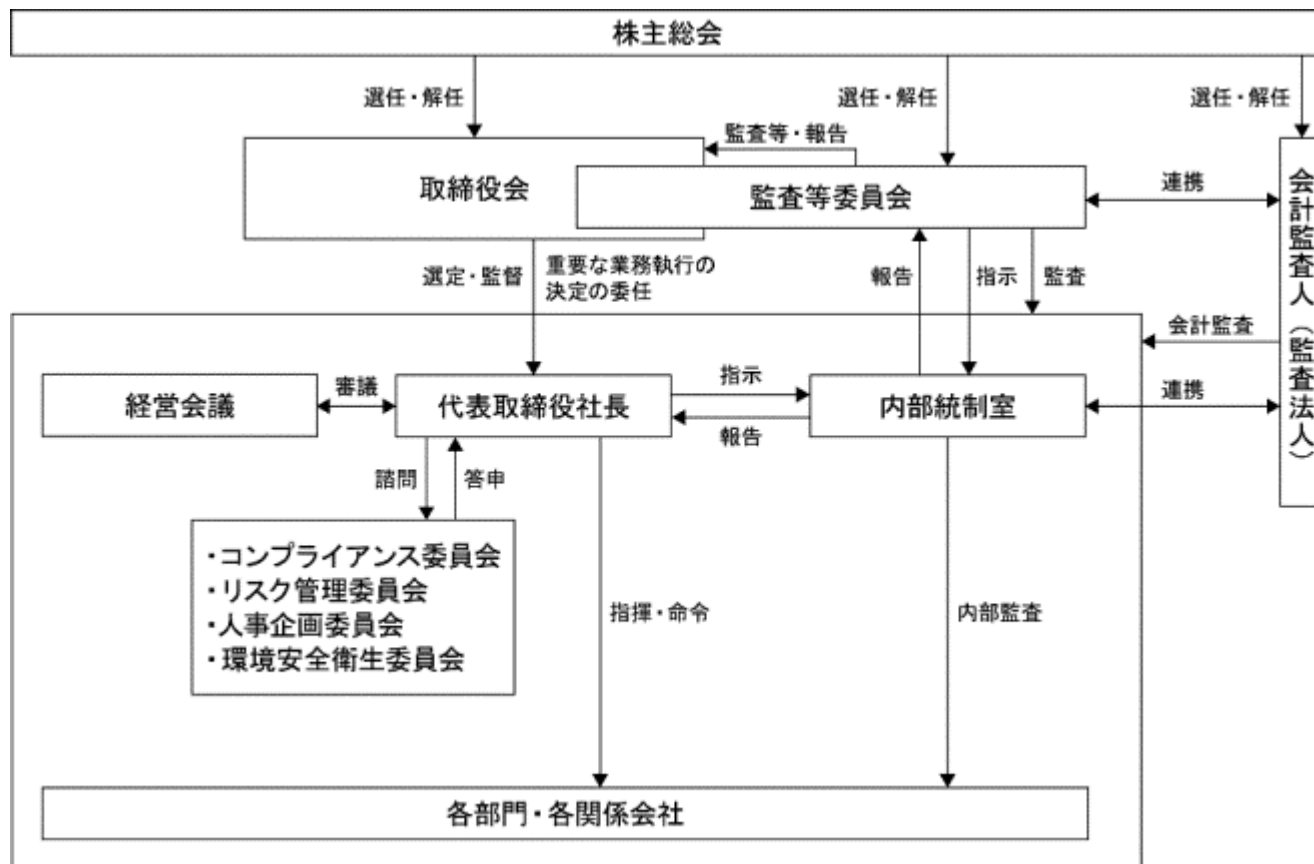 株主総会
選任・解任
選任・解任
選任・解任
監査等・報告
取締役会
監査等委員会
連携
会計監査人（監査法人）
選定・監督
重要な業務執行の
決定の委任
報告
指示
監査
会計監査
経営会議
審議
代表取締役社長
指示
報告
内部統制室
連携
諮問
答申
・コンプライアンス委員会
・リスク管理委員会
・人事企画委員会
・環境安全衛生委員会
指揮・命令
内部監査
各部門・各関係会社